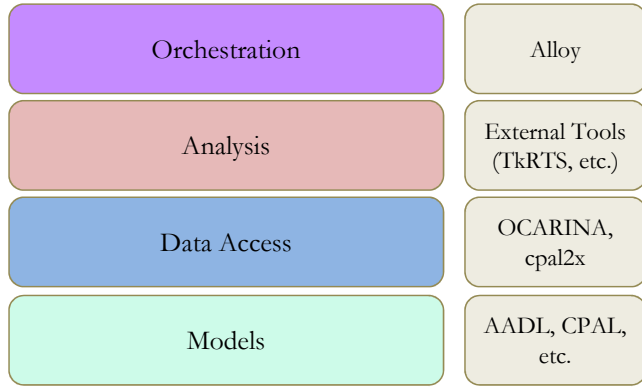 Orchestration
Alloy
Analysis
External Tools
(TkRTS, etc.)
Data Access
OCARINA,
cpal2x
Models
AADL, CPAL,
etc.